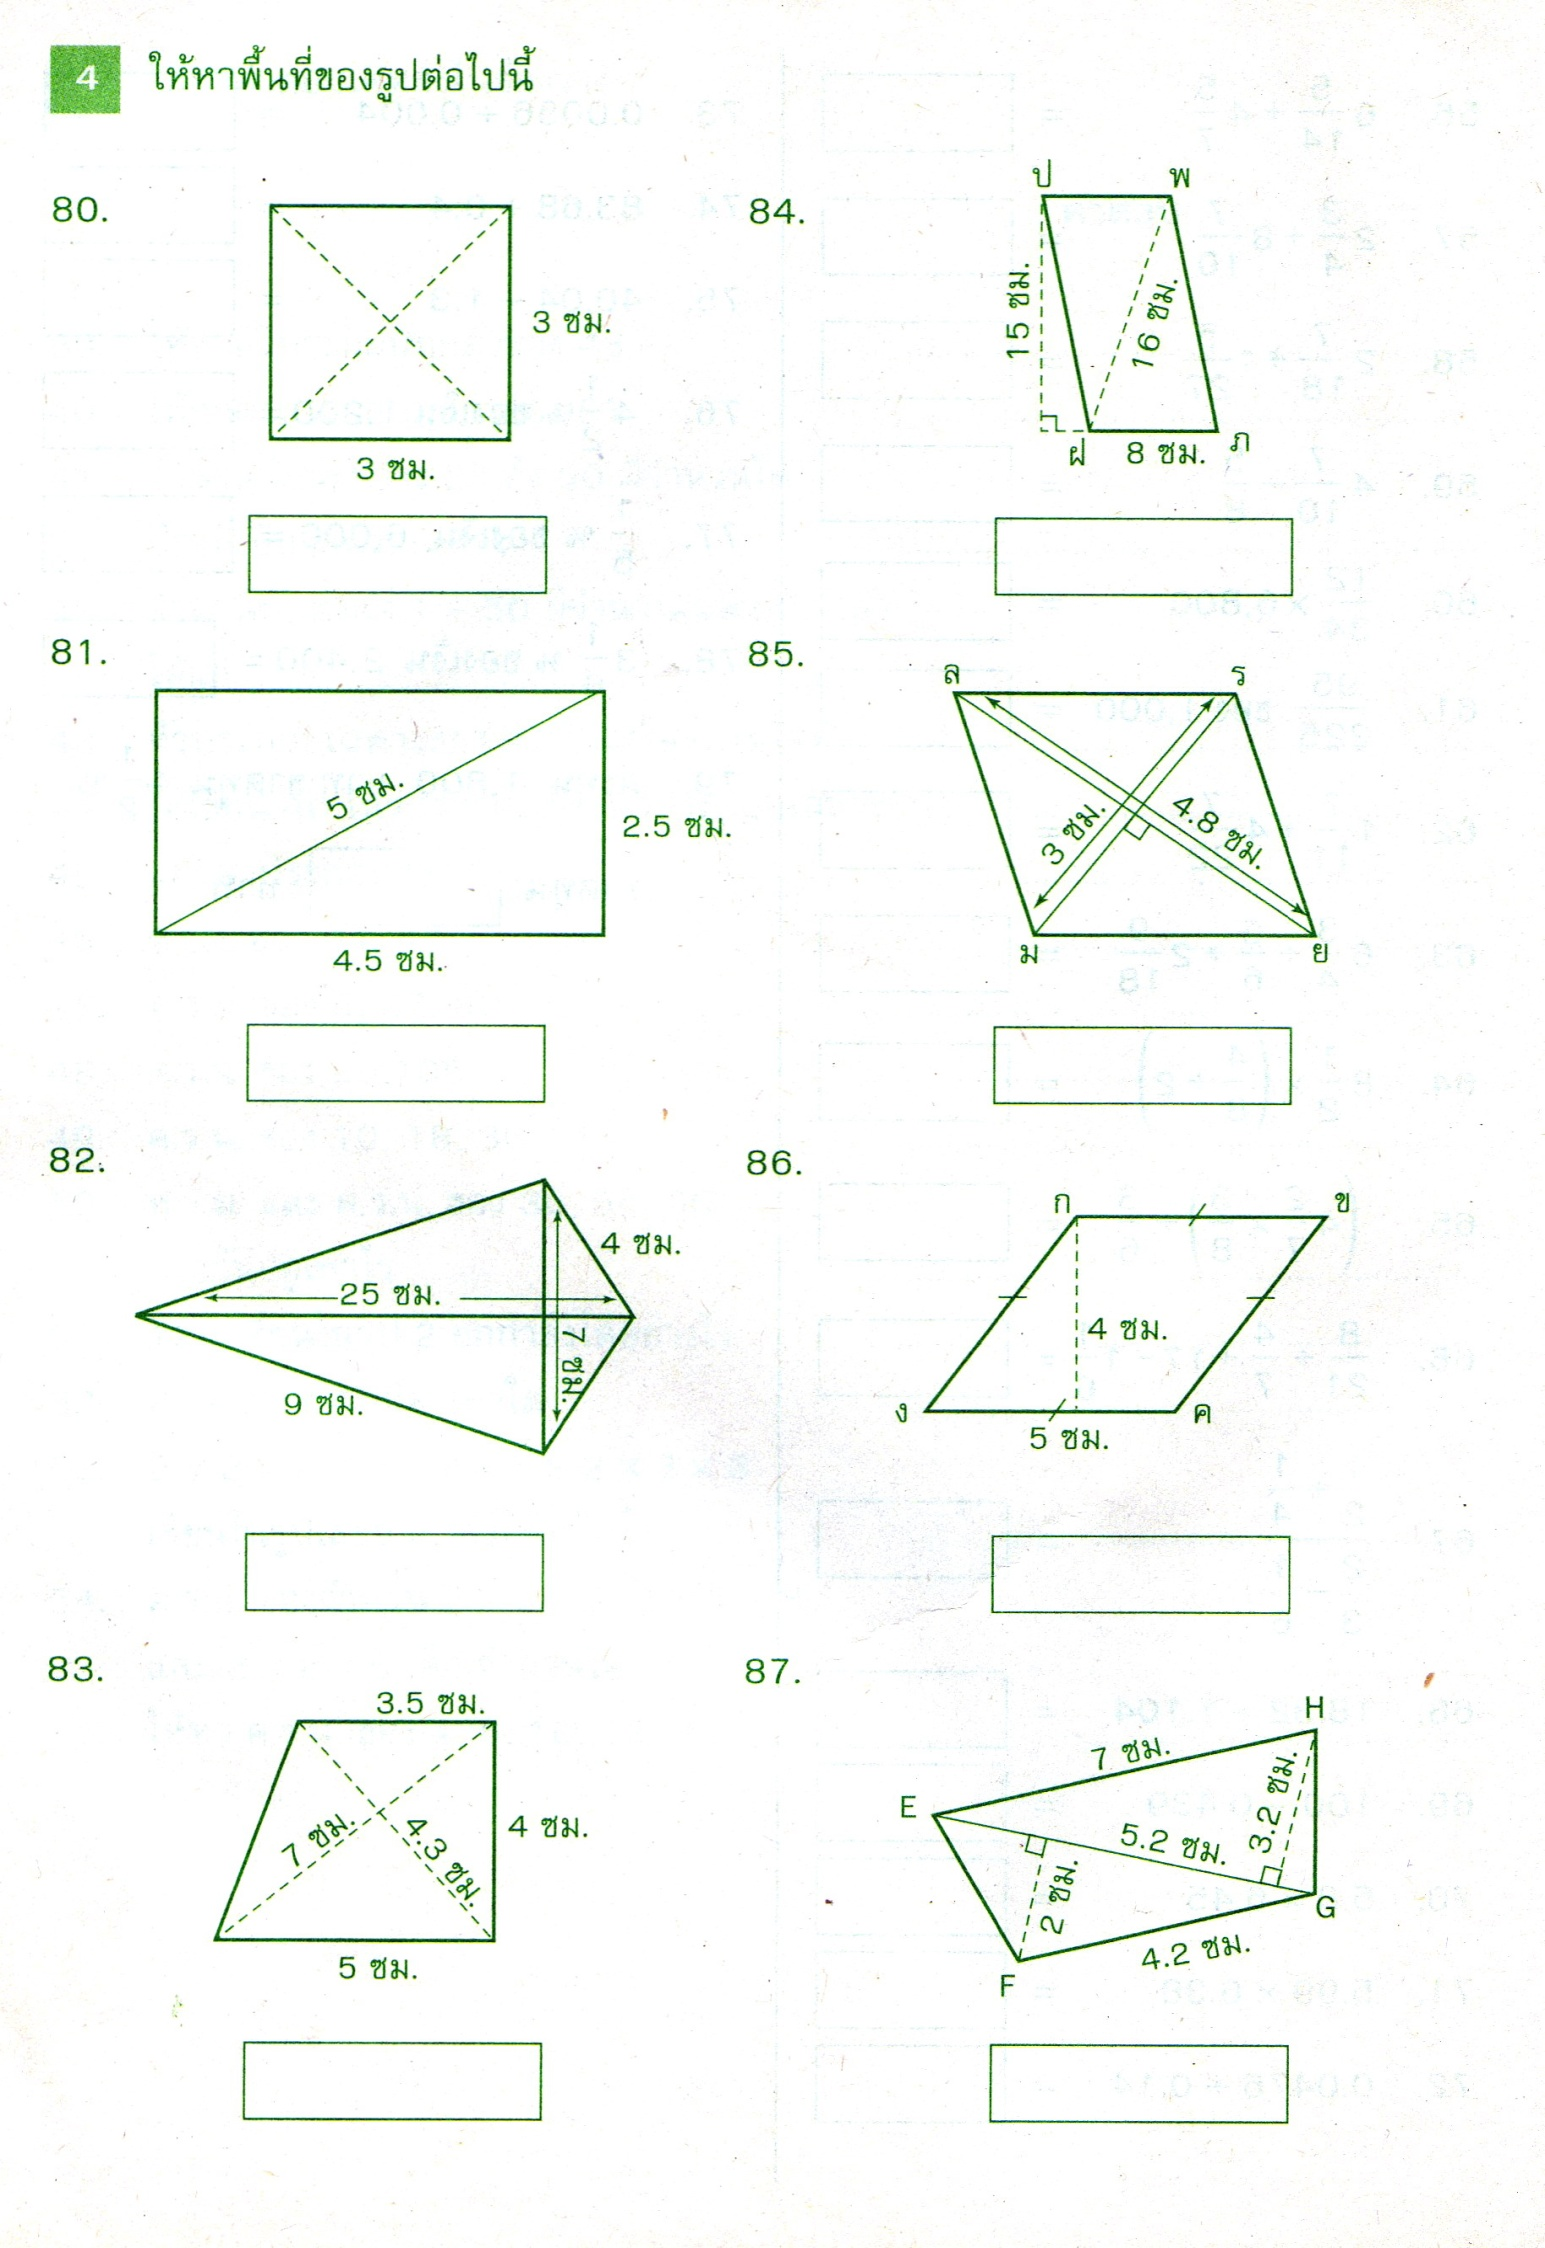 4 ให้หาพื้นที่ของรูปต่อไปนี้
80.
3 ซม.
3 ซม.
81.
5 ซม.
2.5 ซม.
4.5 ซม.
82.
4 ซม.
25 ซม.
7 ซม.
9 ซม.
83.
3.5 ซม.
7 ซม.
4.3 ซม.
4 ซม.
5 ซม.
84.
ป พ
15 ซม.
16 ซม.
ฝ 8 ซม. ภ
85.
ล ร
3 ซม.
4.8 ซม.
ม ย
86.
ก ข
4 ซม.
ง ค
5 ซม.
87.
H
7 ซม.
E
5.2 ซม.
3.2 ซม.
2 ซม.
G
4.2 ซม.
F